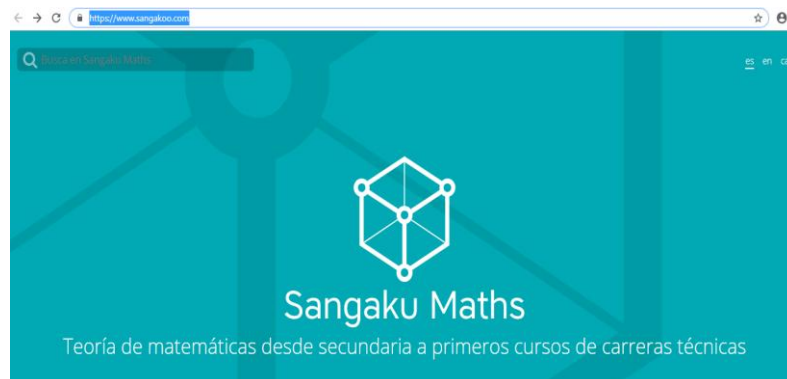 https://www.sangakoo.com
Busca en Sangaku Maths
es en ca
Sangaku Maths
Teoría de matemáticas desde secundaria a primeros cursos de carreras técnicas